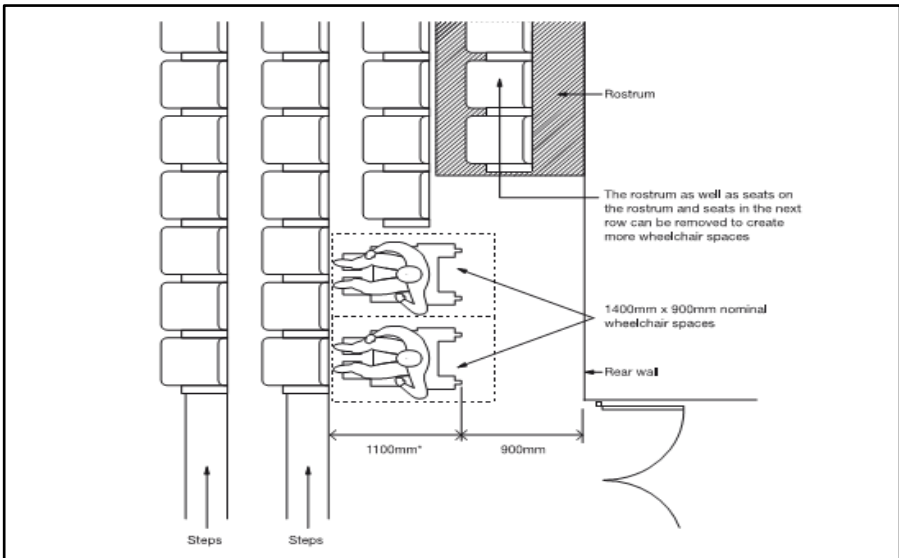 Rostrum
The rostrum as well as seats on
the rostrum and seats in the next
row can be removed to create
more wheelchair spaces
1400mm x 900mm nominal
wheelchair spaces
Rear wall
1100mm*
900mm
Steps
Steps